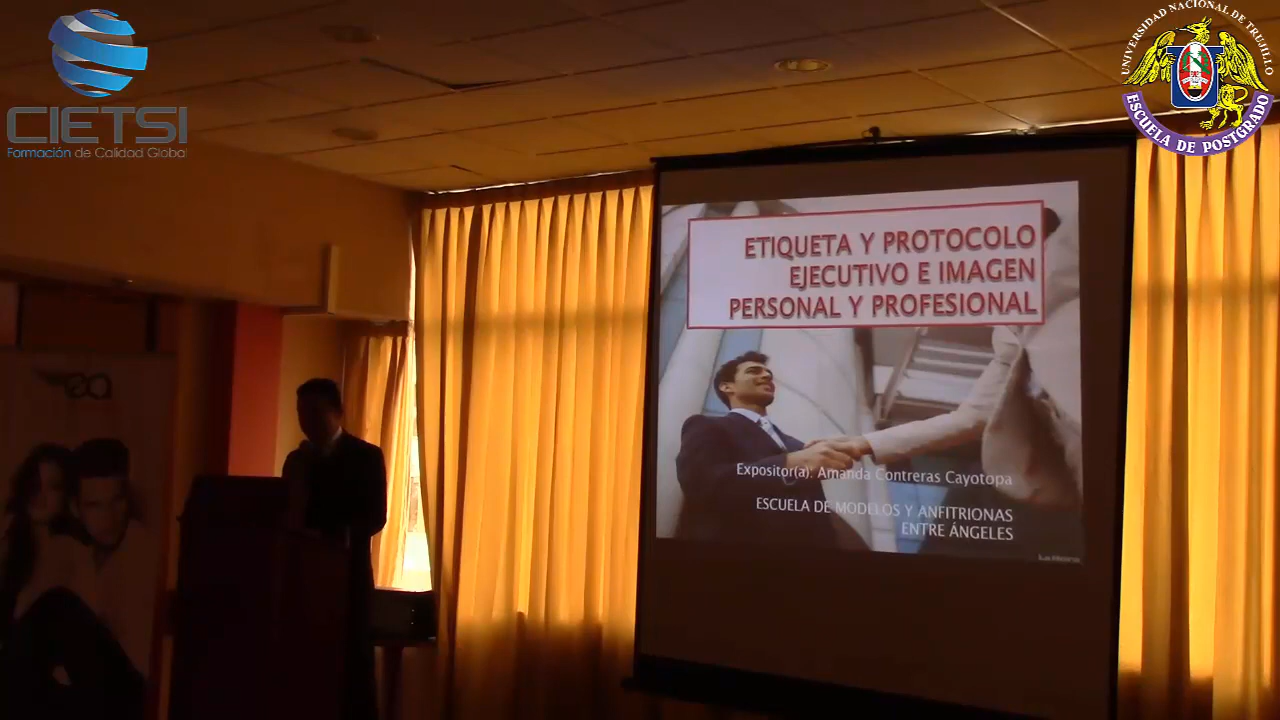 CIETSI
Formación de Calidad Global
UNIVERSIDAD NACIONAL DE TRUJILLO
ESCUELA DE POSTGRADO
ea
ETIQUETA Y PROTOCOLO
EJECUTIVO E IMAGEN
PERSONAL Y PROFESIONAL
Expositor(a): Amanda Contreras Cayotopa
ESCUELA DE MODELOS Y ANFITRIONAS
ENTRE ÁNGELES